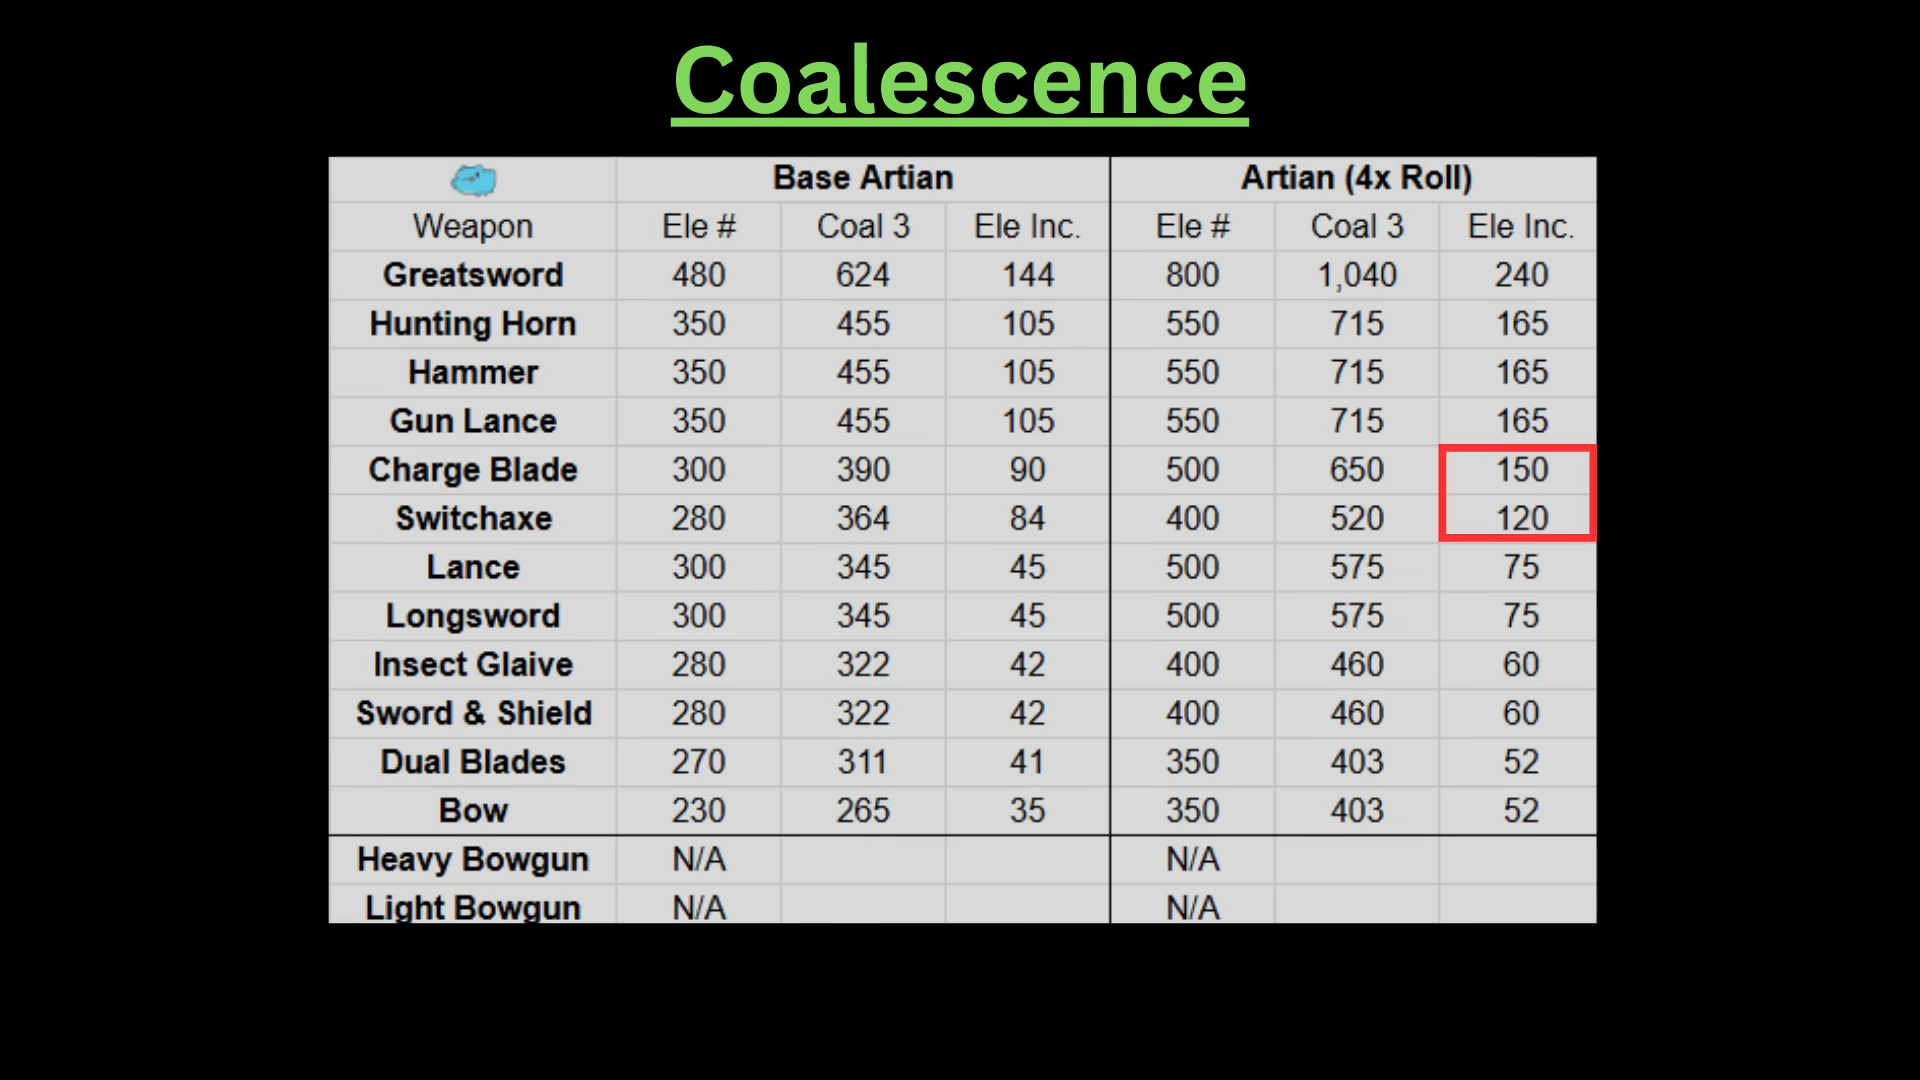 Coalescence
Base Artian Artian (4x Roll)
Weapon Ele # Coal 3 Ele Inc. Ele # Coal 3 Ele Inc.
Greatsword 480 624 144 800 1,040 240
Hunting Horn 350 455 105 550 715 165
Hammer 350 455 105 550 715 165
Gun Lance 350 455 105 550 715 165
Charge Blade 300 390 90 500 650 150
Switchaxe 280 364 84 400 520 120
Lance 300 345 45 500 575 75
Longsword 300 345 45 500 575 75
Insect Glaive 280 322 42 400 460 60
Sword & Shield 280 322 42 400 460 60
Dual Blades 270 311 41 350 403 52
Bow 230 265 35 350 403 52
Heavy Bowgun N/A N/A
Light Bowgun N/A N/A